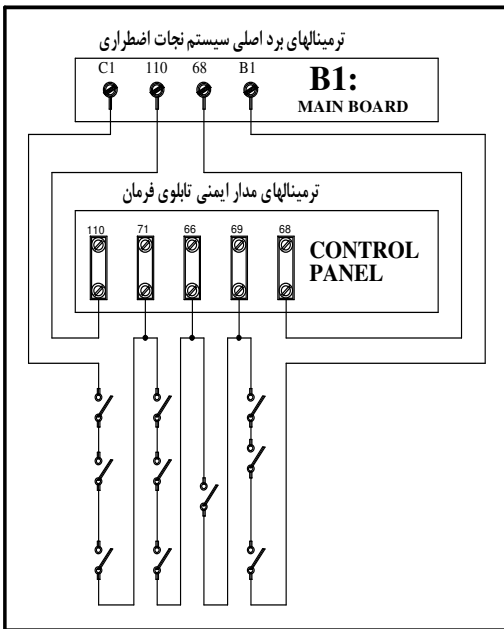 ترمینالهای برد اصلی سیستم نجات اضطراری
C1 110 68 B1
B1:
MAIN BOARD
ترمینالهای مدار ایمنی تابلوی فرمان
110 71 66 69 68
CONTROL
PANEL